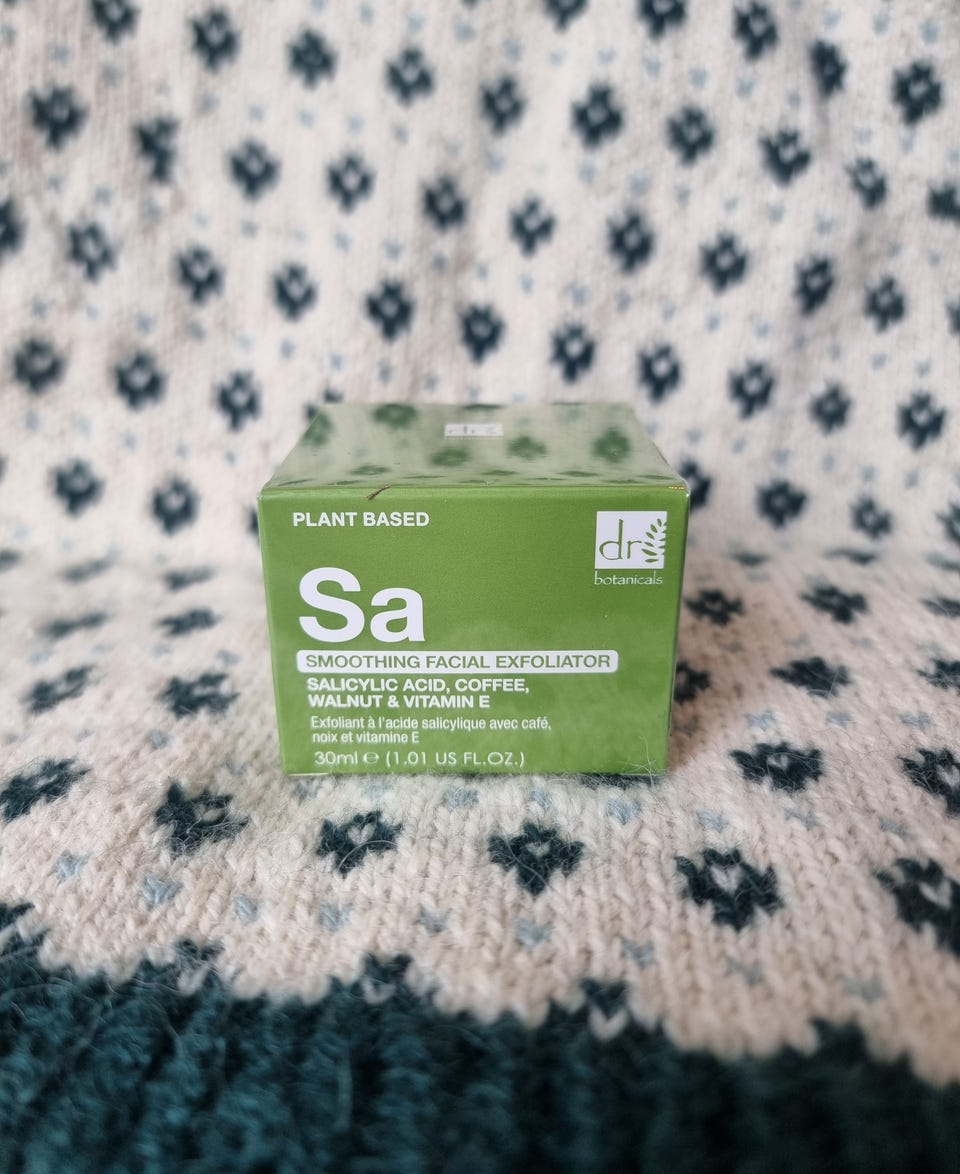 dr
PLANT BASED
dr
botanicals
Sa
SMOOTHING FACIAL EXFOLIATOR
SALICYLIC ACID, COFFEE,
WALNUT & VITAMIN E
Exfoliant à l'acide salicylique avec café,
noix et vitamine E
30ml ℮ (1.01 US FL.OZ.)